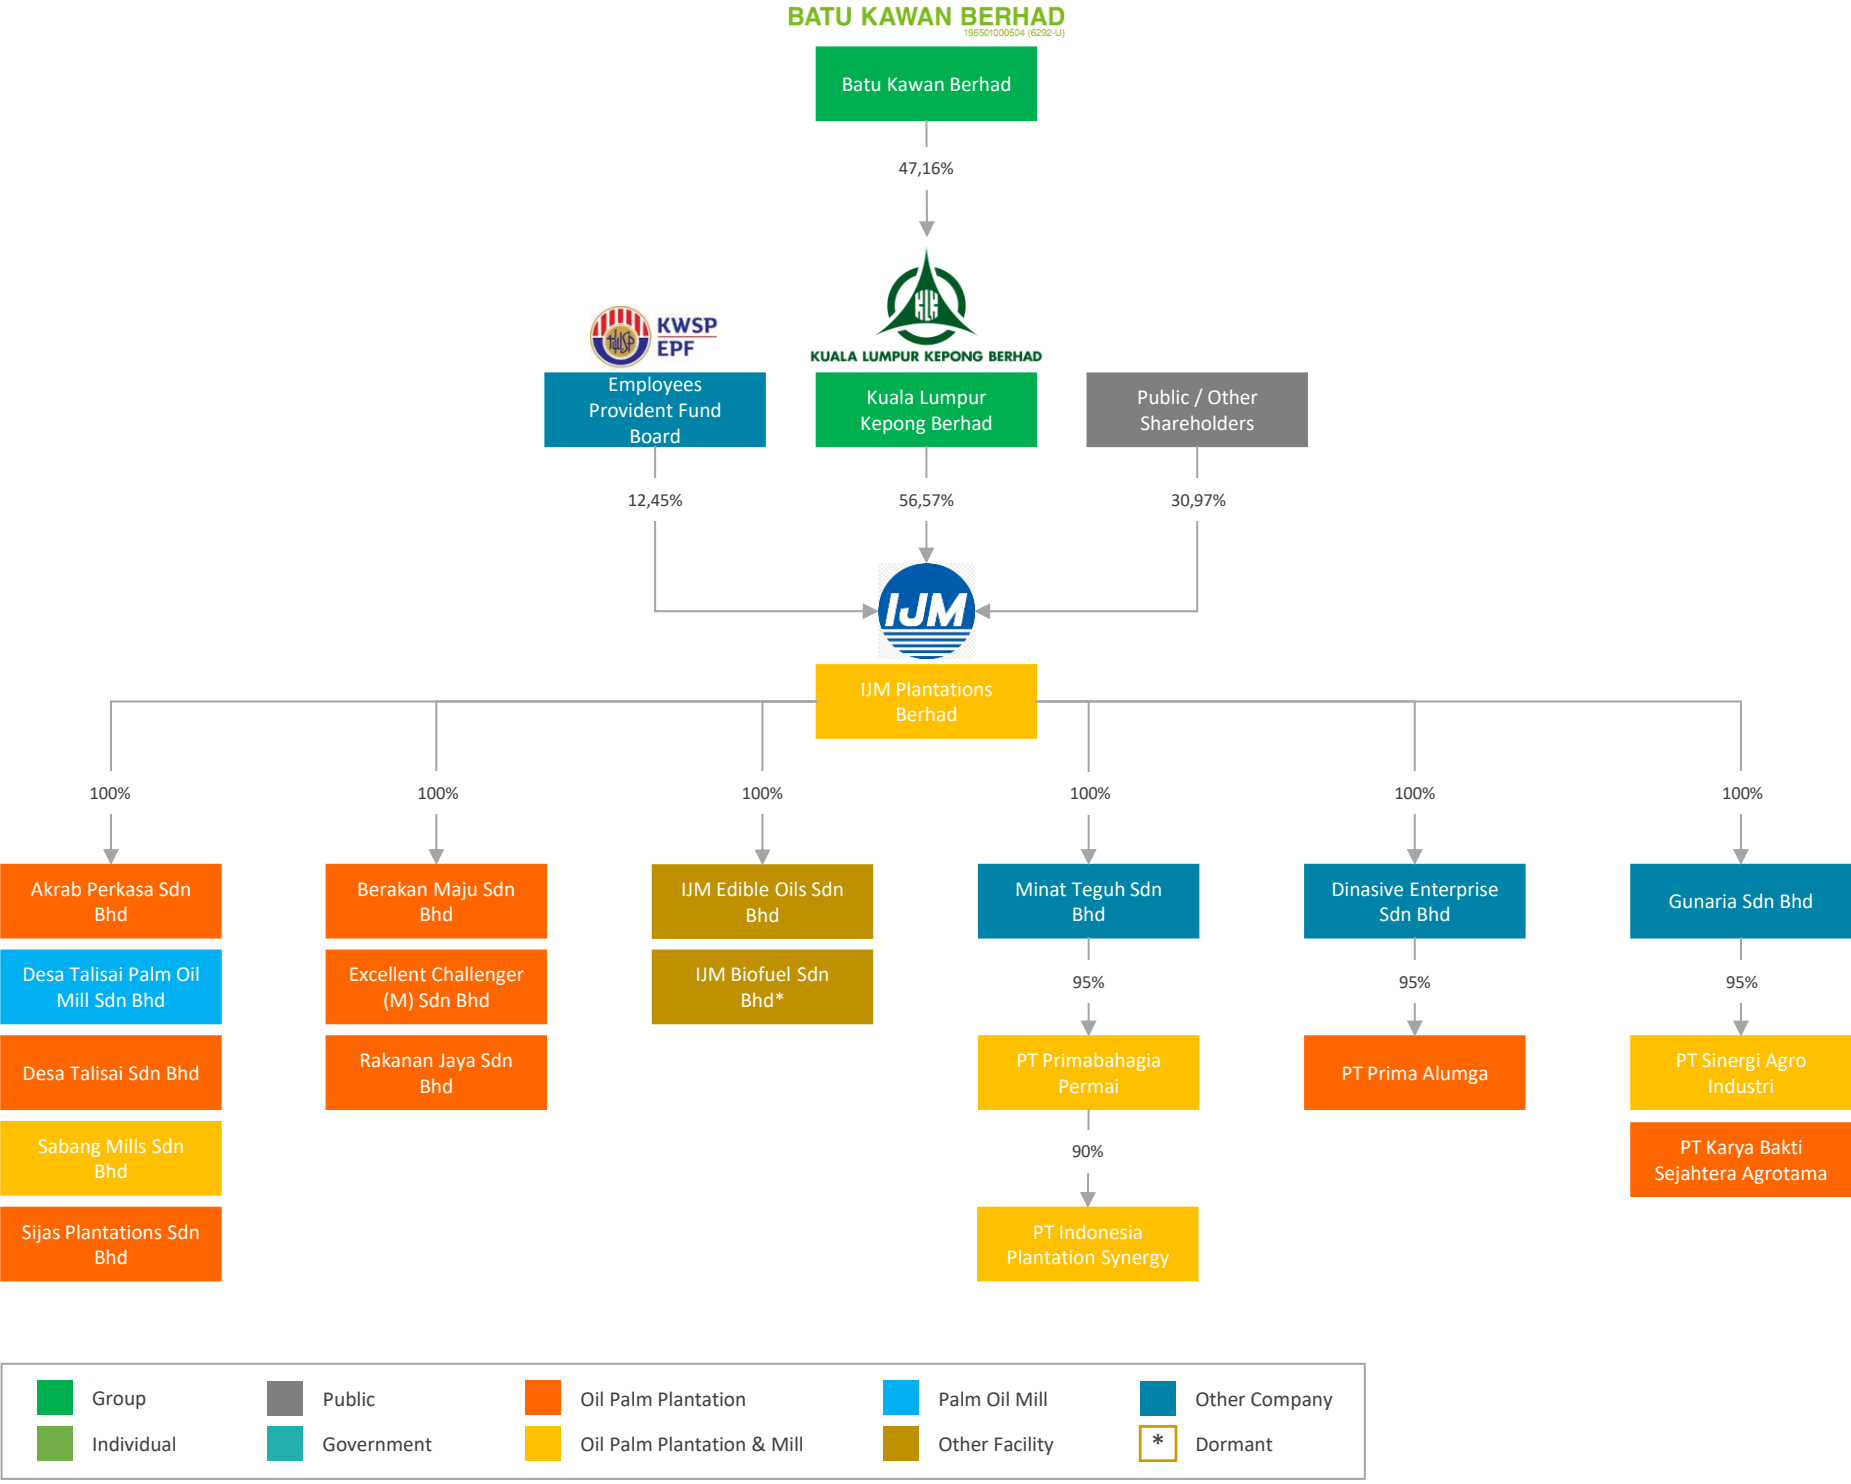 BATU KAWAN BERHAD
196501000504 (6292-U)
Batu Kawan Berhad
47,16%
KWSP
EPF
KWSP
KLK
KUALA LUMPUR KEPONG BERHAD
Employees
Provident Fund
Board
Kuala Lumpur
Kepong Berhad
Public / Other
Shareholders
12,45%
56,57%
30,97%
IJM
IJM Plantations
Berhad
100%
100%
100%
100%
100%
100%
Akrab Perkasa Sdn
Bhd
Berakan Maju Sdn
Bhd
IJM Edible Oils Sdn
Bhd
Minat Teguh Sdn
Bhd
Dinasive Enterprise
Sdn Bhd
Gunaria Sdn Bhd
Desa Talisai Palm Oil
Mill Sdn Bhd
Excellent Challenger
(M) Sdn Bhd
IJM Biofuel Sdn
Bhd*
95%
95%
95%
Desa Talisai Sdn Bhd
Rakanan Jaya Sdn
Bhd
PT Primabahagia
Permai
PT Prima Alumga
PT Sinergi Agro
Industri
Sabang Mills Sdn
Bhd
90%
PT Karya Bakti
Sejahtera Agrotama
Sijas Plantations Sdn
Bhd
PT Indonesia
Plantation Synergy
Group
Public
Oil Palm Plantation
Palm Oil Mill
Other Company
Individual
Government
Oil Palm Plantation & Mill
Other Facility
* Dormant